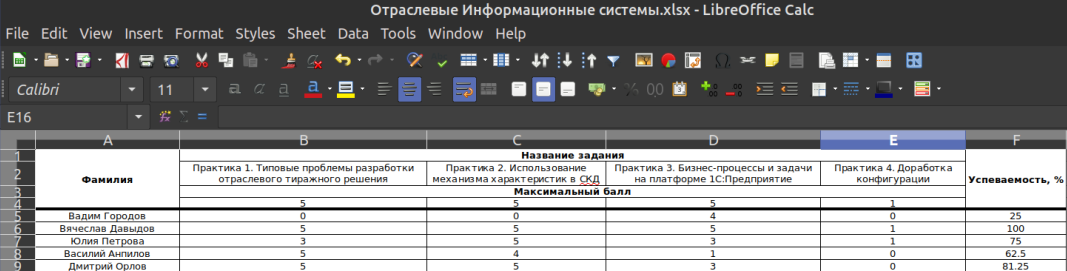 Отраслевые Информационные системы.xlsx - LibreOffice Calc
File Edit View Insert Format Styles Sheet Data Tools Window Help
Calibri 11
E16
A B C D E F
1 Название задания
2 Фамилия Практика 1. Типовые проблемы разработки отраслевого тиражного решения Практика 2. Использование механизма характеристик в СКД Практика 3. Бизнес-процессы и задачи на платформе 1С:Предприятие Практика 4. Доработка конфигурации Успеваемость, %
3 Максимальный балл
4 5 5 5 1
5 Вадим Городов 0 0 4 0 25
6 Вячеслав Давыдов 5 5 5 1 100
7 Юлия Петрова 3 5 3 1 75
8 Василий Анпилов 5 4 1 0 62.5
9 Дмитрий Орлов 5 5 3 0 81.25